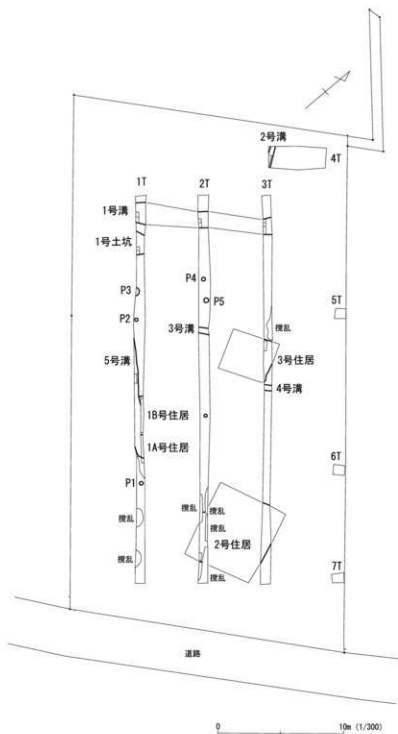 2号溝
4T
1T
2T
3T
1号溝
1号土坑
P4
P3
P5
P2
5T
撹乱
3号溝
3号住居
5号溝
4号溝
1B号住居
1A号住居
6T
P1
撹乱
撹乱
撹乱
撹乱
2号住居
撹乱
撹乱
7T
道路
0
10m (1/300)